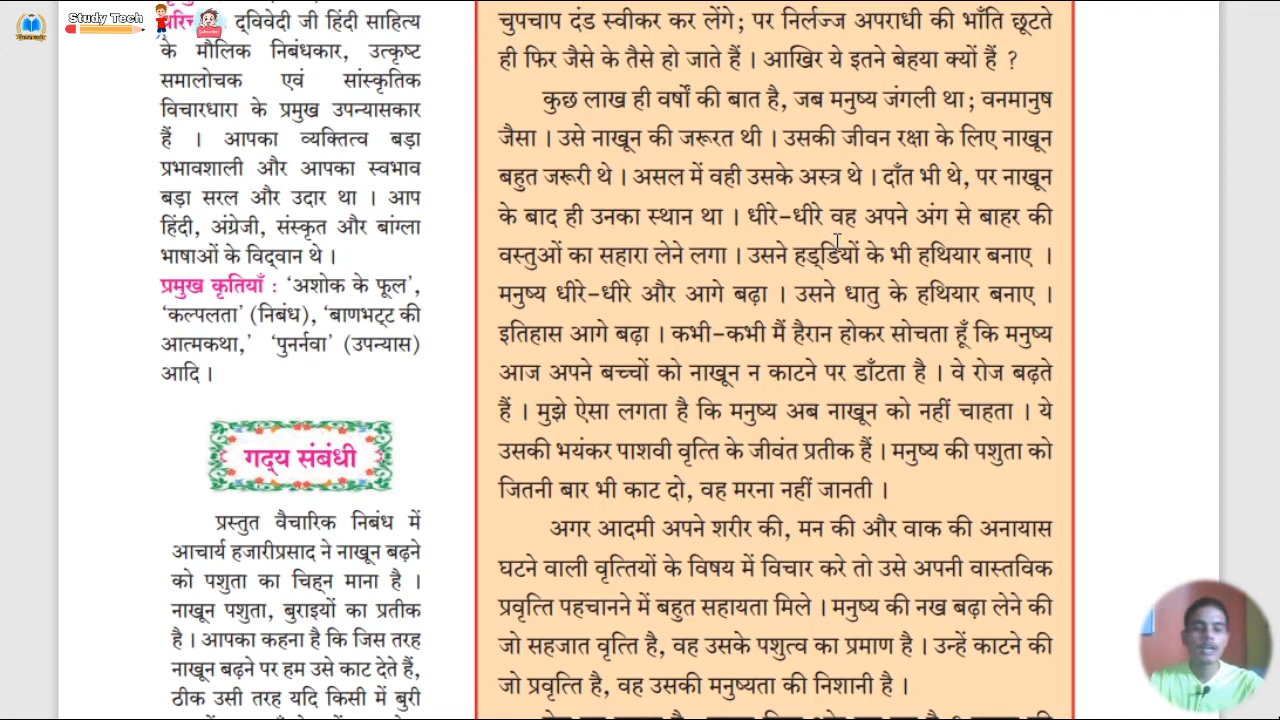 Study Tech
द्‌विवेदी जी हिंदी साहित्य
के मौलिक निबंधकार, उत्कृष्ट
समालोचक एवं सांस्कृतिक
विचारधारा के प्रमुख उपन्यासकार
हैं । आपका व्यक्तित्व बड़ा
प्रभावशाली और आपका स्वभाव
बड़ा सरल और उदार था । आप
हिंदी, अंग्रेजी, संस्कृत और बांग्ला
भाषाओं के विद्‌वान थे ।
प्रमुख कृतियाँ : ‘अशोक के फूल’,
‘कल्पलता’ (निबंध), ‘बाणभट्‌ट की
आत्मकथा,’ ‘पुनर्नवा’ (उपन्यास)
आदि ।
गद्‌य संबंधी
प्रस्तुत वैचारिक निबंध में
आचार्य हजारीप्रसाद ने नाखून बढ़ने
को पशुता का चिह्‌न माना है ।
नाखून पशुता, बुराइयों का प्रतीक
है । आपका कहना है कि जिस तरह
नाखून बढ़ने पर हम उसे काट देते हैं,
ठीक उसी तरह यदि किसी में बुरी
चुपचाप दंड स्वीकर कर लेंगे; पर निर्लज्ज अपराधी की भाँति छूटते
ही फिर जैसे के तैसे हो जाते हैं । आखिर ये इतने बेहया क्यों हैं ?
कुछ लाख ही वर्षों की बात है, जब मनुष्य जंगली था; वनमानुष
जैसा । उसे नाखून की जरूरत थी । उसकी जीवन रक्षा के लिए नाखून
बहुत जरूरी थे । असल में वही उसके अस्त्र थे । दाँत भी थे, पर नाखून
के बाद ही उनका स्थान था । धीरे-धीरे वह अपने अंग से बाहर की
वस्तुओं का सहारा लेने लगा । उसने हड्‌डियों के भी हथियार बनाए ।
मनुष्य धीरे-धीरे और आगे बढ़ा । उसने धातु के हथियार बनाए ।
इतिहास आगे बढ़ा । कभी-कभी मैं हैरान होकर सोचता हूँ कि मनुष्य
आज अपने बच्चों को नाखून न काटने पर डाँटता है । वे रोज बढ़ते
हैं । मुझे ऐसा लगता है कि मनुष्य अब नाखून को नहीं चाहता । ये
उसकी भयंकर पाशवी वृत्ति के जीवंत प्रतीक हैं । मनुष्य की पशुता को
जितनी बार भी काट दो, वह मरना नहीं जानती ।
अगर आदमी अपने शरीर की, मन की और वाक की अनायास
घटने वाली वृत्तियों के विषय में विचार करे तो उसे अपनी वास्तविक
प्रवृत्ति पहचानने में बहुत सहायता मिले । मनुष्य की नख बढ़ा लेने की
जो सहजात वृत्ति है, वह उसके पशुत्व का प्रमाण है । उन्हें काटने की
जो प्रवृत्ति है, वह उसकी मनुष्यता की निशानी है ।